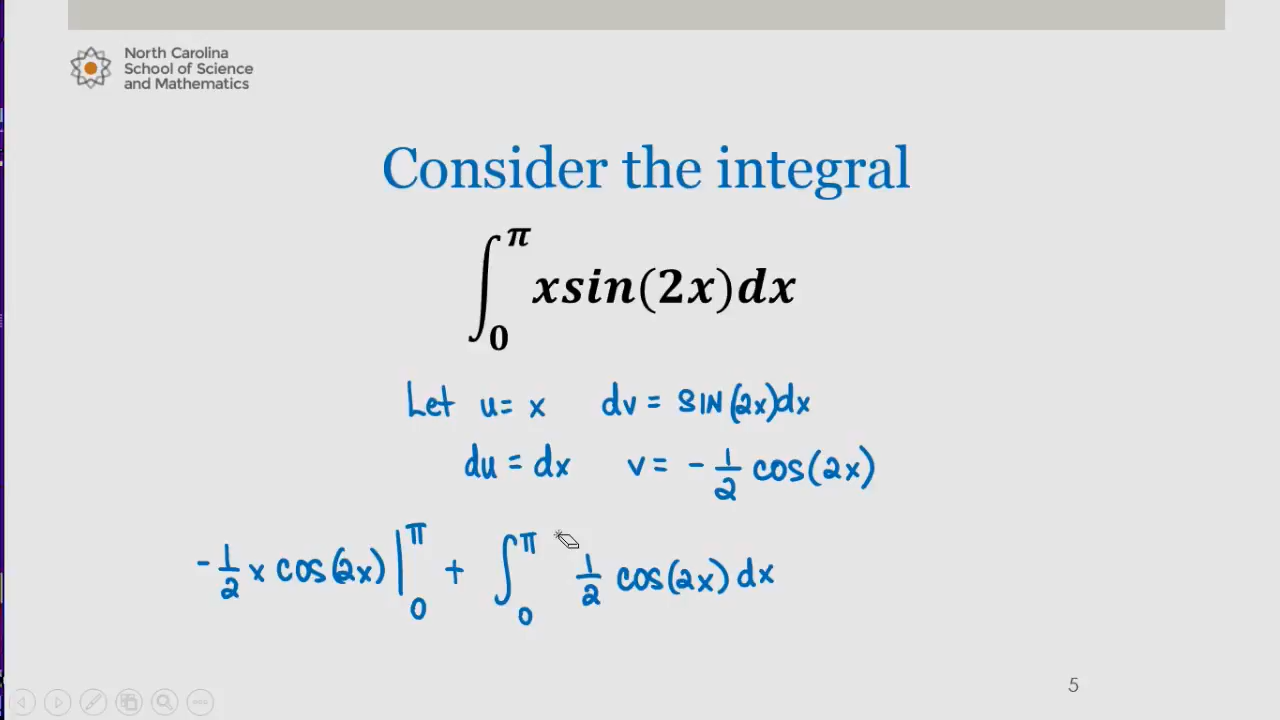 North Carolina
School of Science
and Mathematics
Consider the integral
∫₀^π xsin(2x)dx
Let u = x dv = SIN(2x)dx
du = dx v = -1/2 cos(2x)
-1/2 x cos(2x) |₀^π + ∫₀^π 1/2 cos(2x) dx
5